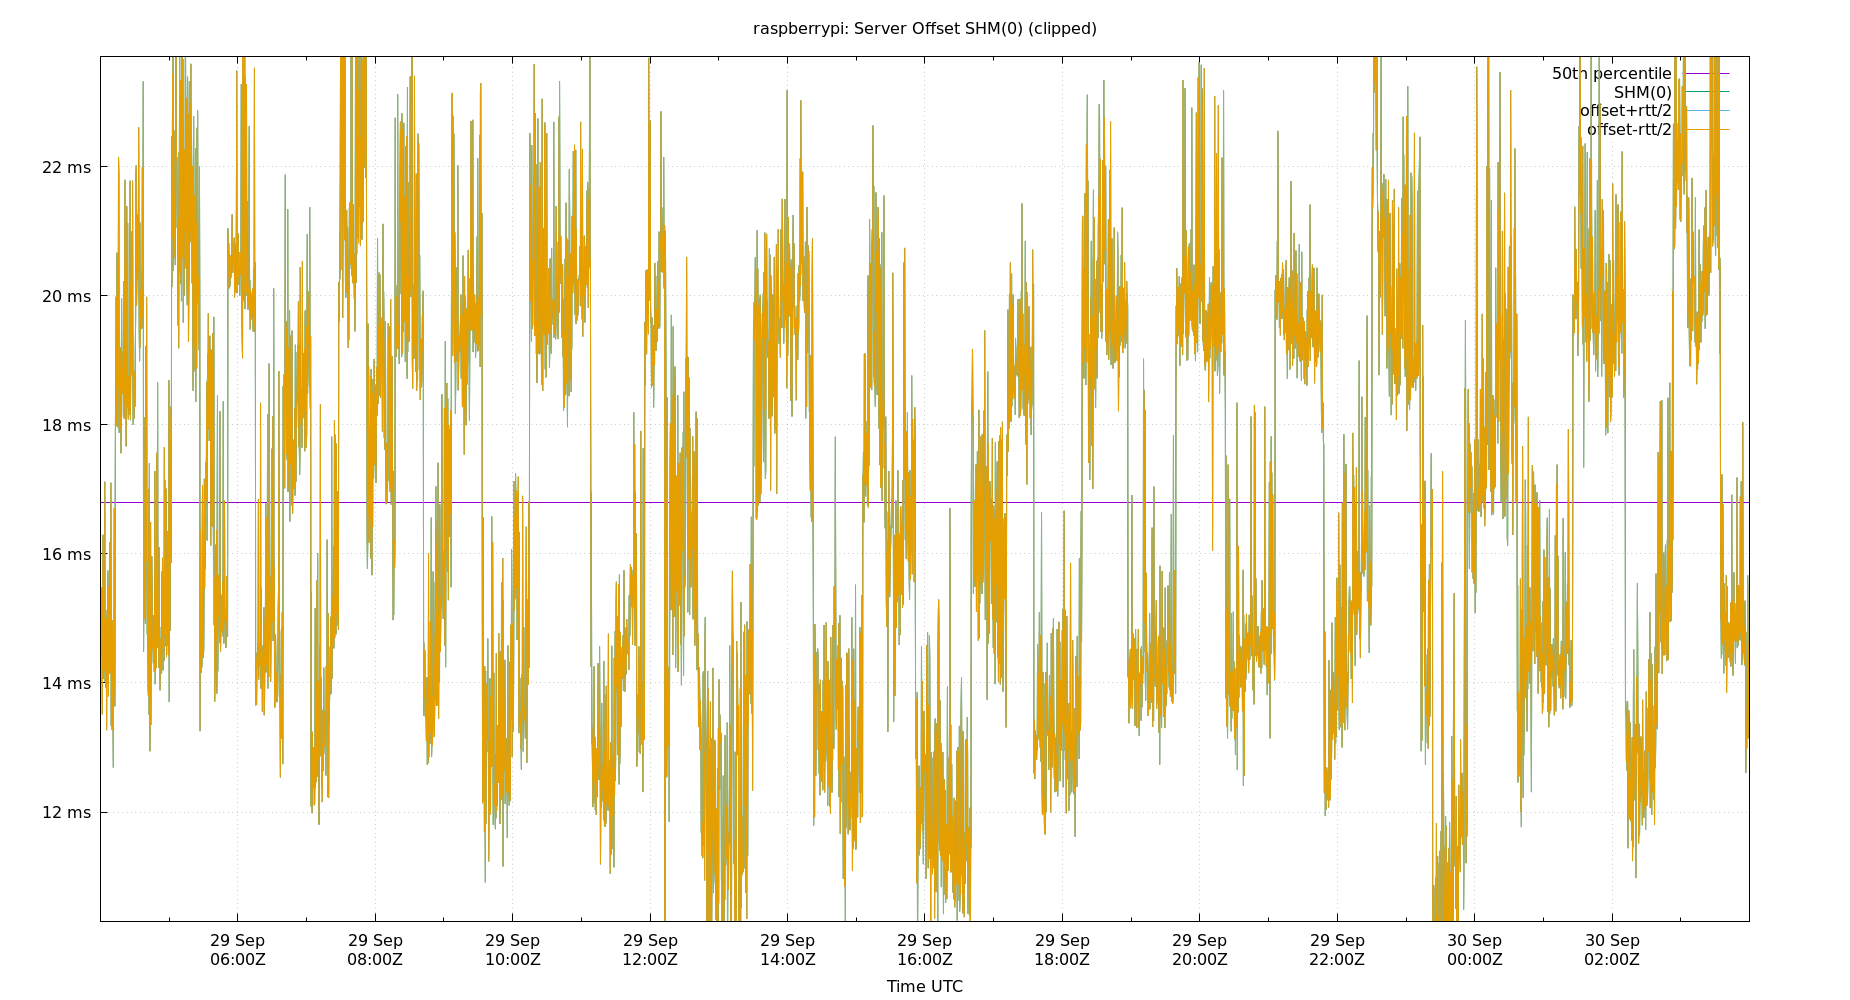 raspberrypi: Server Offset SHM(0) (clipped)
50th percentile
SHM(0)
offset+rtt/2
offset-rtt/2
22 ms
20 ms
18 ms
16 ms
14 ms
12 ms
29 Sep 29 Sep 29 Sep 29 Sep 29 Sep 29 Sep 29 Sep 29 Sep 29 Sep 30 Sep 30 Sep
06:00Z 08:00Z 10:00Z 12:00Z 14:00Z 16:00Z 18:00Z 20:00Z 22:00Z 00:00Z 02:00Z
Time UTC